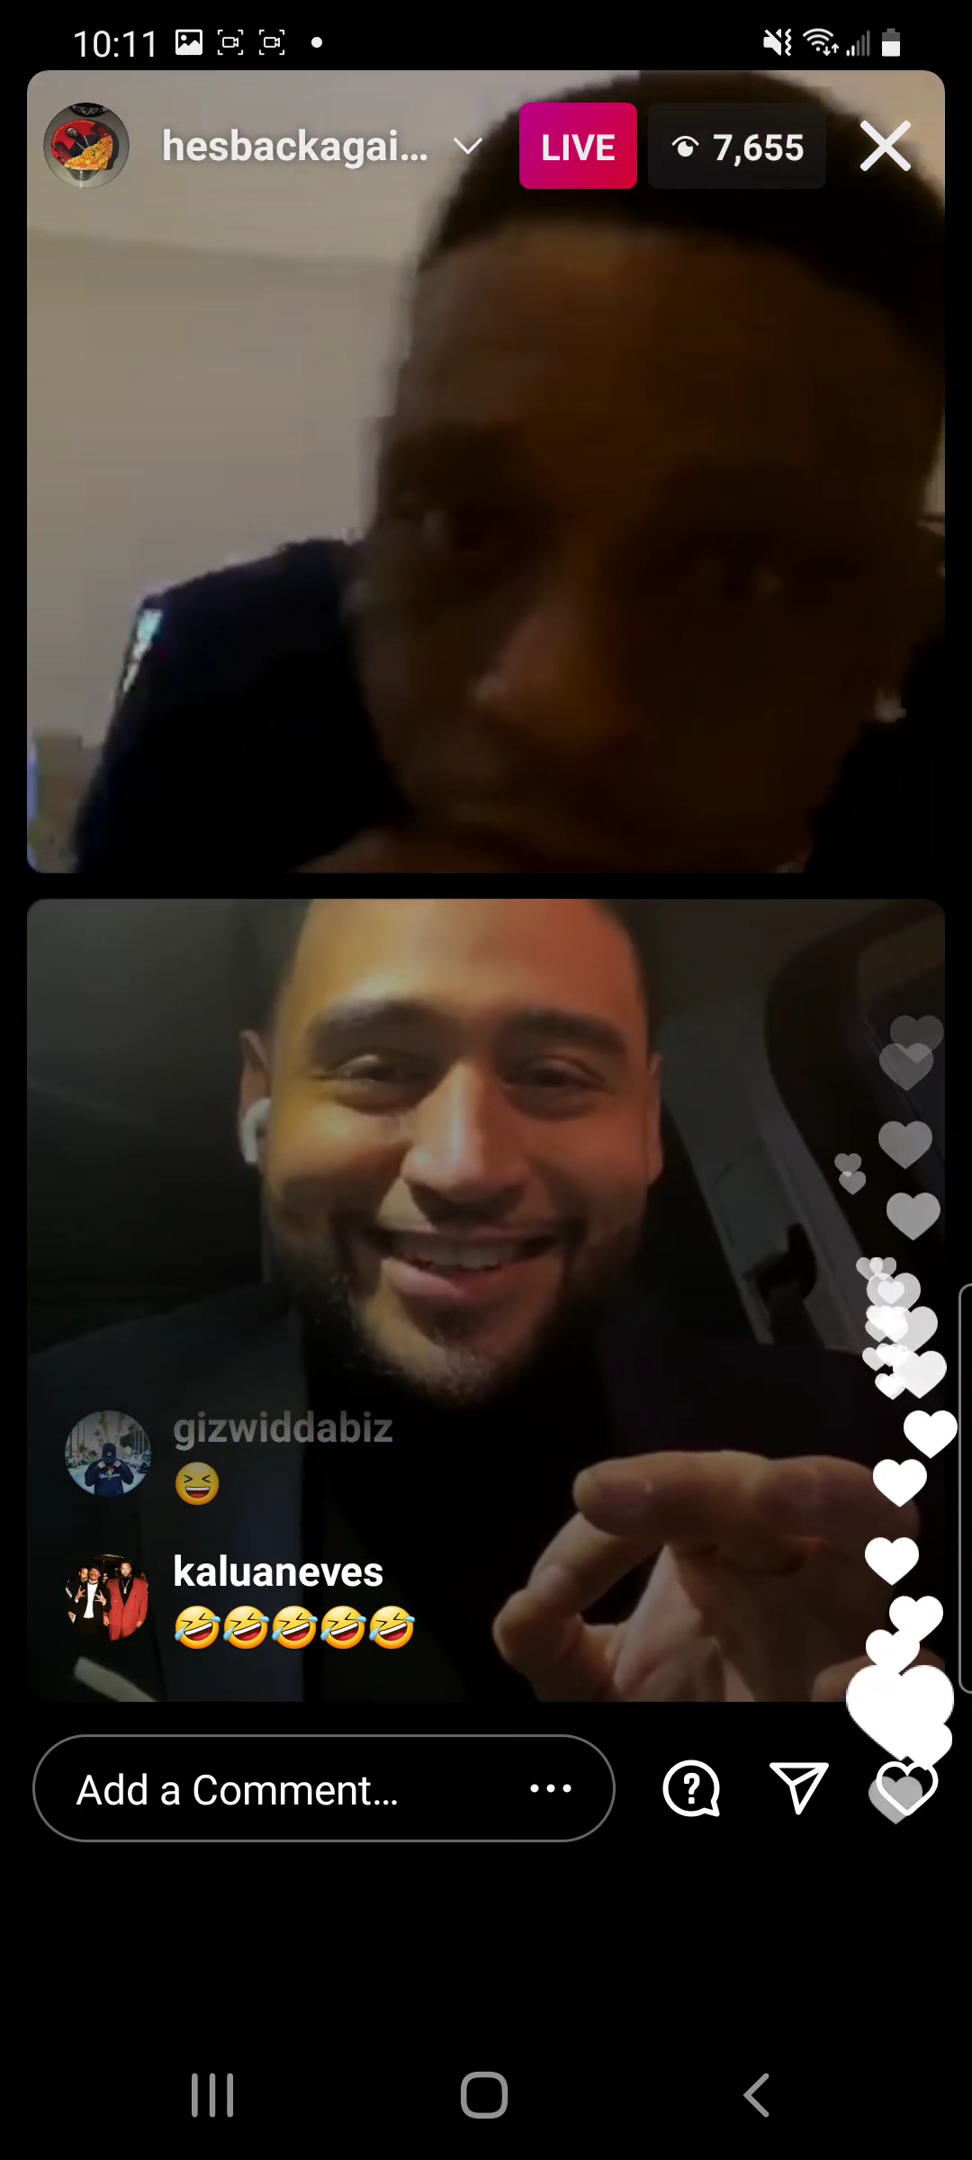 10:11
hesbackagai...
LIVE
7,655
gizwiddabiz
😆
kaluaneves
🤣🤣🤣🤣🤣
Add a Comment...